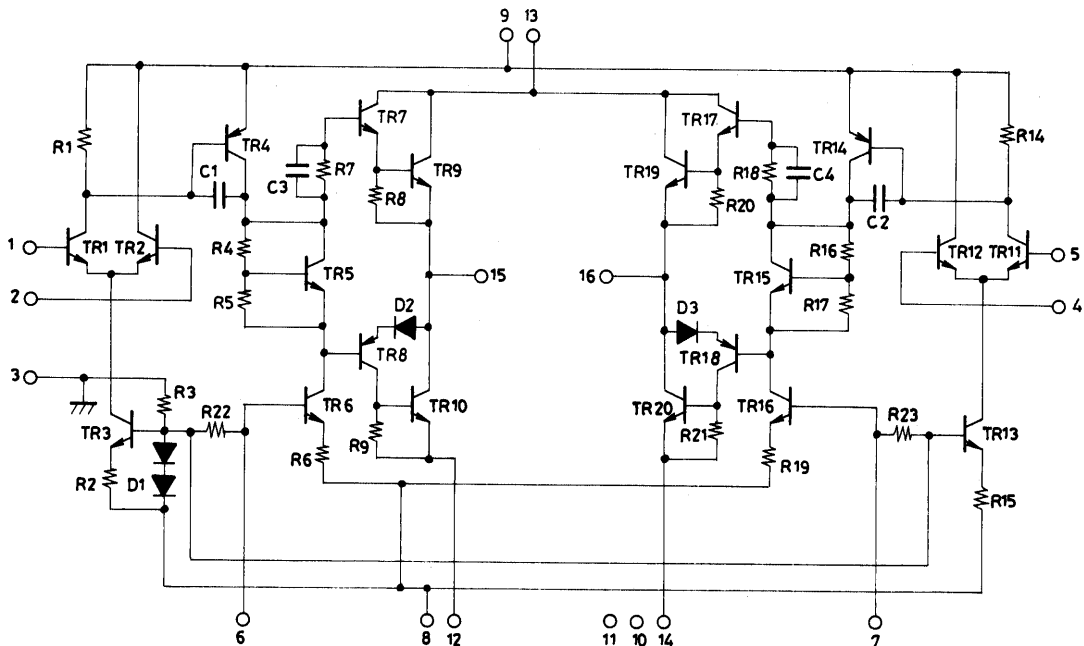 9 13
R1
TR4
C1
TR7
C3
R7
R8
TR9
TR17
TR19
R18
C4
R20
TR14
C2
R14
1
TR1
TR2
2
R4
R5
TR5
15
16
TR15
R16
R17
TR12
TR11
5
4
D2
TR8
D3
TR18
3
R3
R22
TR3
R2
D1
TR6
R6
R9
TR10
TR20
R21
TR16
R19
R23
TR13
R15
6
8
12
11
10
14
7